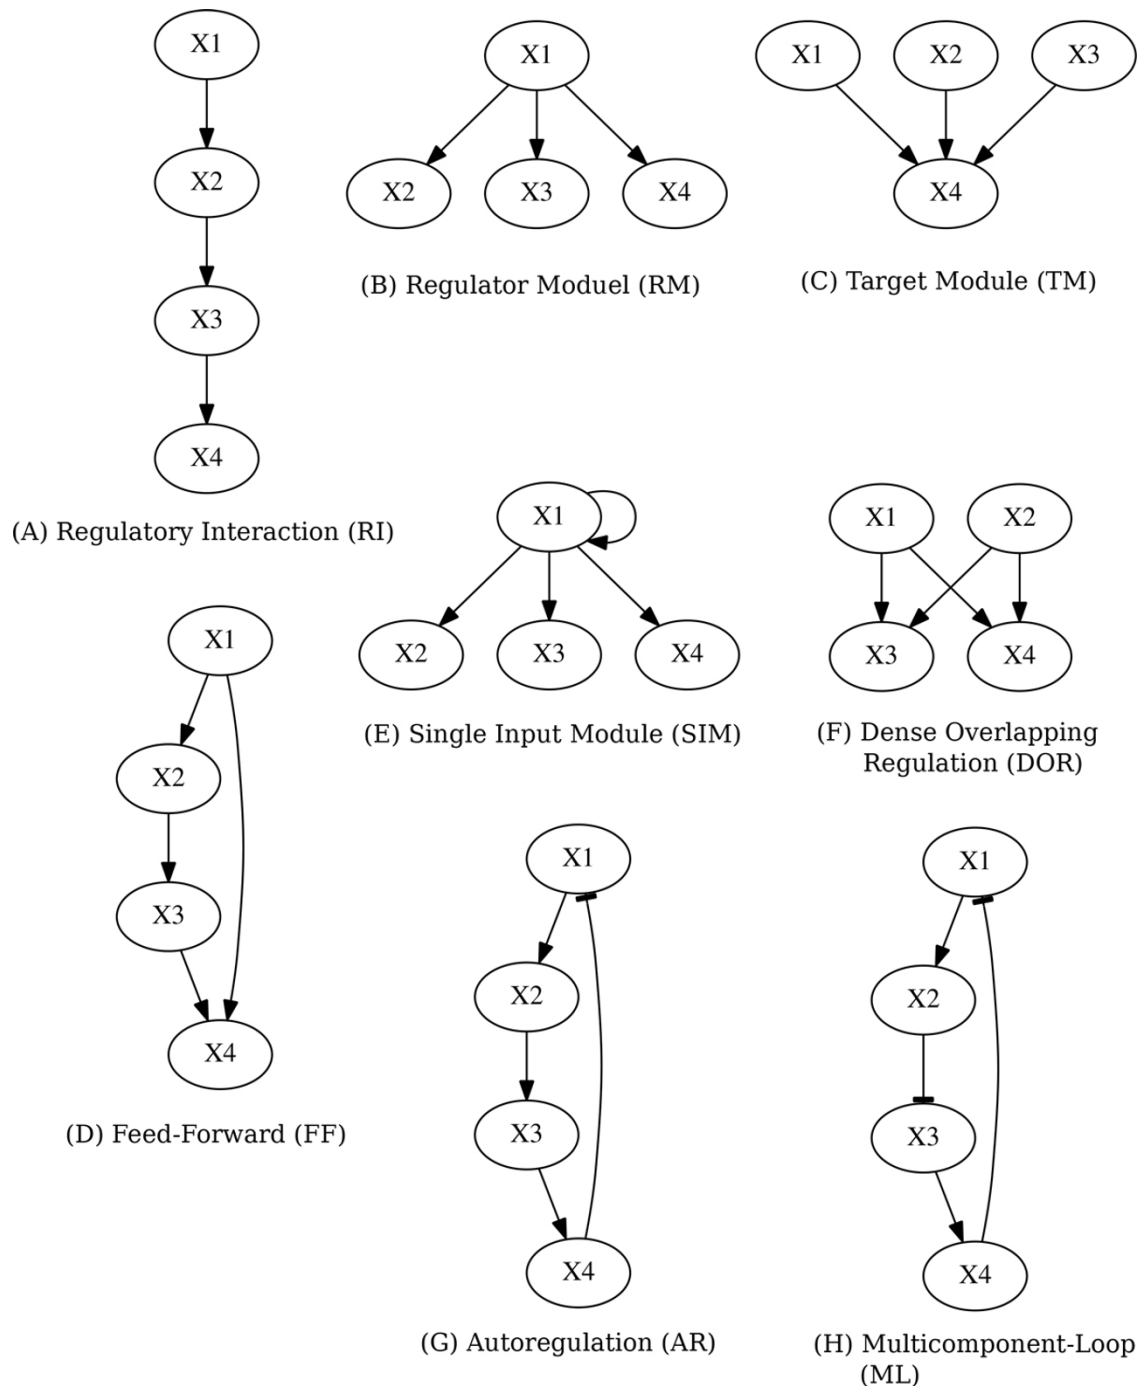 X1
X2
X3
X4
(A) Regulatory Interaction (RI)
X1
X2
X3
X4
(B) Regulator Moduel (RM)
X1
X2
X3
X4
(C) Target Module (TM)
X1
X2
X3
X4
(D) Feed-Forward (FF)
X1
X2
X3
X4
(E) Single Input Module (SIM)
X1
X2
X3
X4
(F) Dense Overlapping
Regulation (DOR)
X1
X2
X3
X4
(G) Autoregulation (AR)
X1
X2
X3
X4
(H) Multicomponent-Loop
(ML)